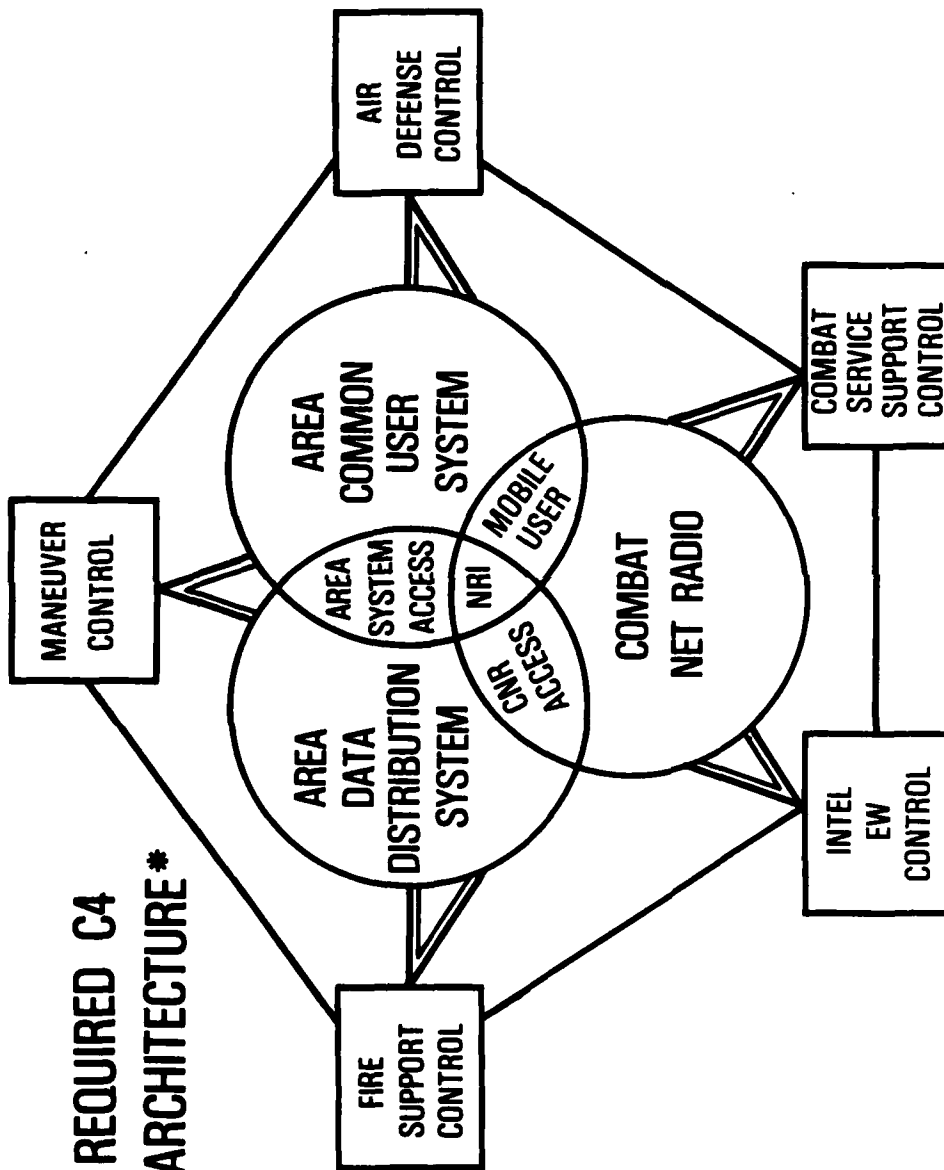 REQUIRED C4
ARCHITECTURE*
MANEUVER
CONTROL
FIRE
SUPPORT
CONTROL
AIR
DEFENSE
CONTROL
AREA
DATA
DISTRIBUTION
SYSTEM
AREA
SYSTEM
ACCESS
AREA
COMMON
USER
SYSTEM
NRI
CNR
ACCESS
MOBILE
USER
COMBAT
NET RADIO
INTEL
EW
CONTROL
COMBAT
SERVICE
SUPPORT
CONTROL